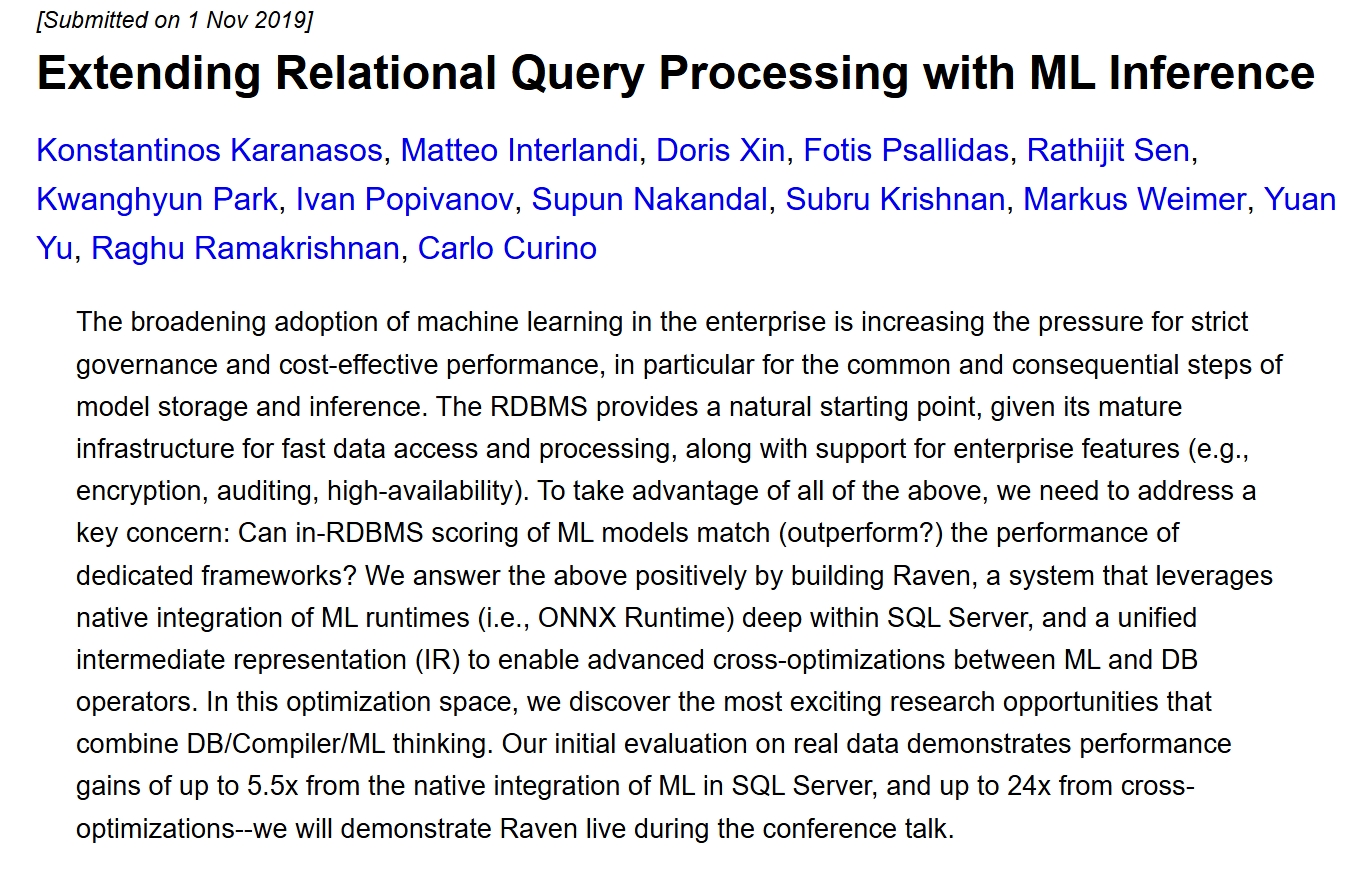 [Submitted on 1 Nov 2019]
Extending Relational Query Processing with ML Inference
Konstantinos Karanasos, Matteo Interlandi, Doris Xin, Fotis Psallidas, Rathijit Sen,
Kwanghyun Park, Ivan Popivanov, Supun Nakandal, Subru Krishnan, Markus Weimer, Yuan
Yu, Raghu Ramakrishnan, Carlo Curino
The broadening adoption of machine learning in the enterprise is increasing the pressure for strict
governance and cost-effective performance, in particular for the common and consequential steps of
model storage and inference. The RDBMS provides a natural starting point, given its mature
infrastructure for fast data access and processing, along with support for enterprise features (e.g.,
encryption, auditing, high-availability). To take advantage of all of the above, we need to address a
key concern: Can in-RDBMS scoring of ML models match (outperform?) the performance of
dedicated frameworks? We answer the above positively by building Raven, a system that leverages
native integration of ML runtimes (i.e., ONNX Runtime) deep within SQL Server, and a unified
intermediate representation (IR) to enable advanced cross-optimizations between ML and DB
operators. In this optimization space, we discover the most exciting research opportunities that
combine DB/Compiler/ML thinking. Our initial evaluation on real data demonstrates performance
gains of up to 5.5x from the native integration of ML in SQL Server, and up to 24x from cross-
optimizations--we will demonstrate Raven live during the conference talk.